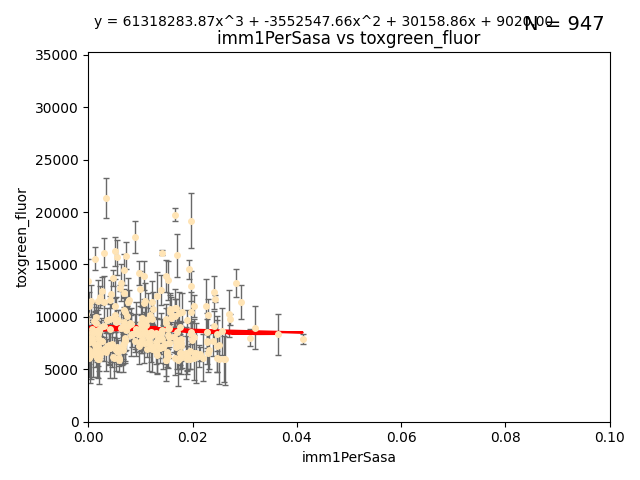 y = 61318283.87x^3 + -3552547.66x^2 + 30158.86x + 9020.00
N = 947
imm1PerSasa vs toxgreen_fluor
35000
30000
25000
20000
15000
10000
5000
0
toxgreen_fluor
0.00 0.02 0.04 0.06 0.08 0.10
imm1PerSasa